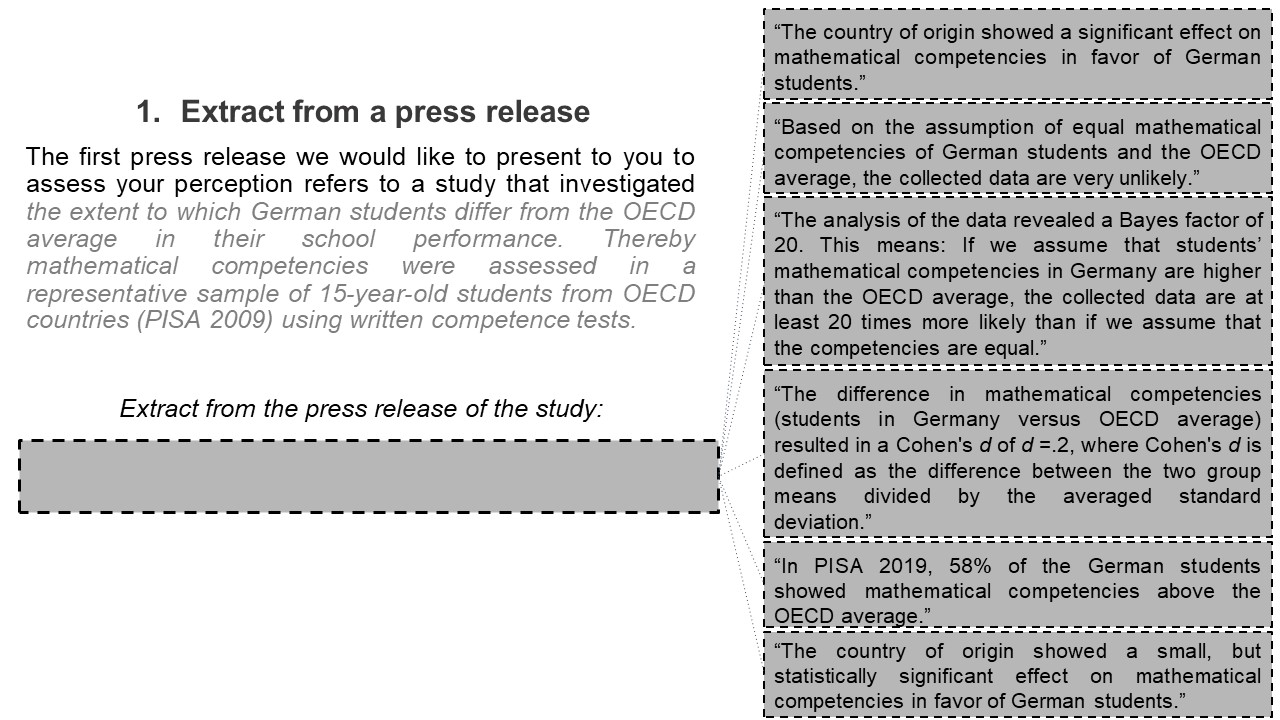 1. Extract from a press release
The first press release we would like to present to you to
assess your perception refers to a study that investigated
the extent to which German students differ from the OECD
average in their school performance. Thereby
mathematical competencies were assessed in a
representative sample of 15-year-old students from OECD
countries (PISA 2009) using written competence tests.
Extract from the press release of the study:
“The country of origin showed a significant effect on
mathematical competencies in favor of German
students.”
“Based on the assumption of equal mathematical
competencies of German students and the OECD
average, the collected data are very unlikely.”
“The analysis of the data revealed a Bayes factor of
20. This means: If we assume that students’
mathematical competencies in Germany are higher
than the OECD average, the collected data are at
least 20 times more likely than if we assume that
the competencies are equal.”
“The difference in mathematical competencies
(students in Germany versus OECD average)
resulted in a Cohen's d of d =.2, where Cohen's d is
defined as the difference between the two group
means divided by the averaged standard
deviation.”
“In PISA 2019, 58% of the German students
showed mathematical competencies above the
OECD average.”
“The country of origin showed a small, but
statistically significant effect on mathematical
competencies in favor of German students.”